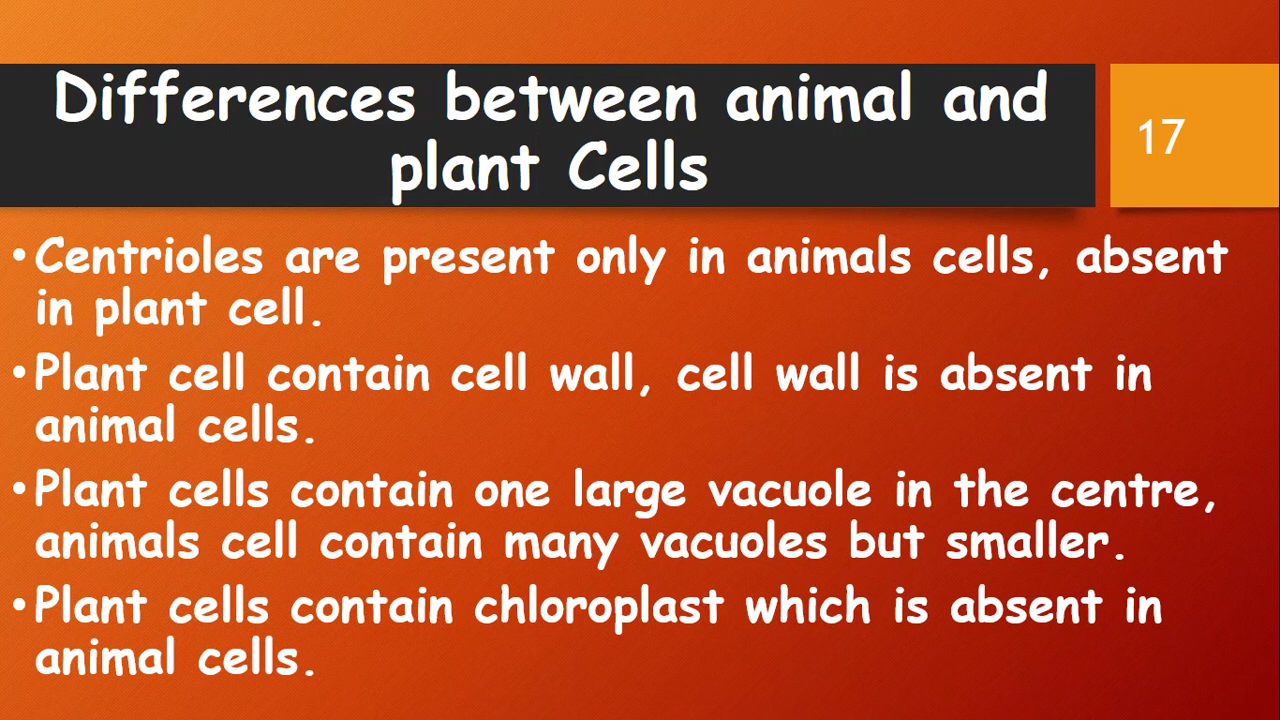 Differences between animal and
plant Cells
17
• Centrioles are present only in animals cells, absent
in plant cell.
• Plant cell contain cell wall, cell wall is absent in
animal cells.
• Plant cells contain one large vacuole in the centre,
animals cell contain many vacuoles but smaller.
• Plant cells contain chloroplast which is absent in
animal cells.